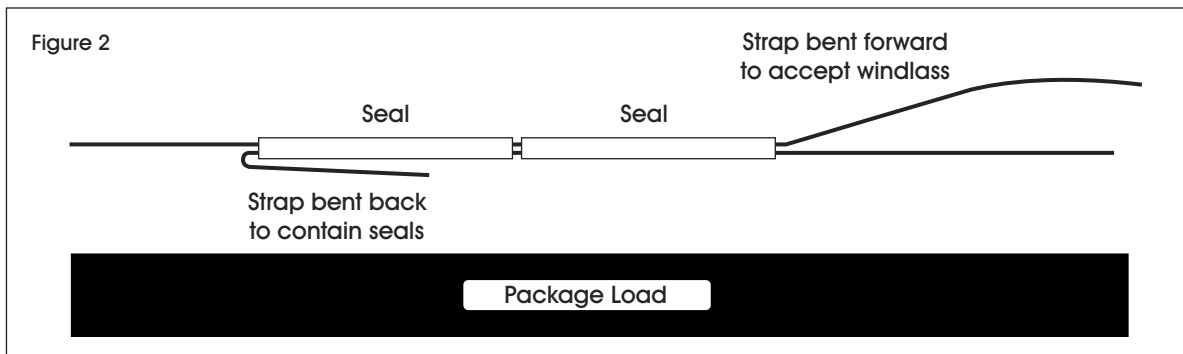 Figure 2
Strap bent forward
to accept windlass
Seal
Seal
Strap bent back
to contain seals
Package Load